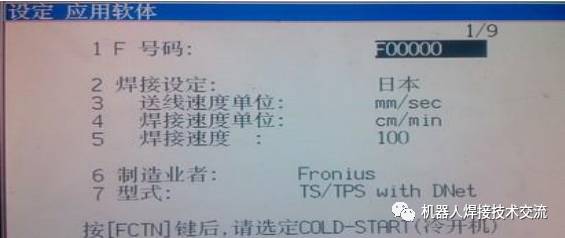 设定 应用软体
1/9
1 F 号码: F00000
2 焊接设定: 日本
3 送线速度单位: mm/sec
4 焊接速度单位: cm/min
5 焊接速度 : 100
6 制造业者: Fronius
7 型式: TS/TPS with DNet
按[FCTN]键后,请选定COLD-START(冷开机)
机器人焊接技术交流